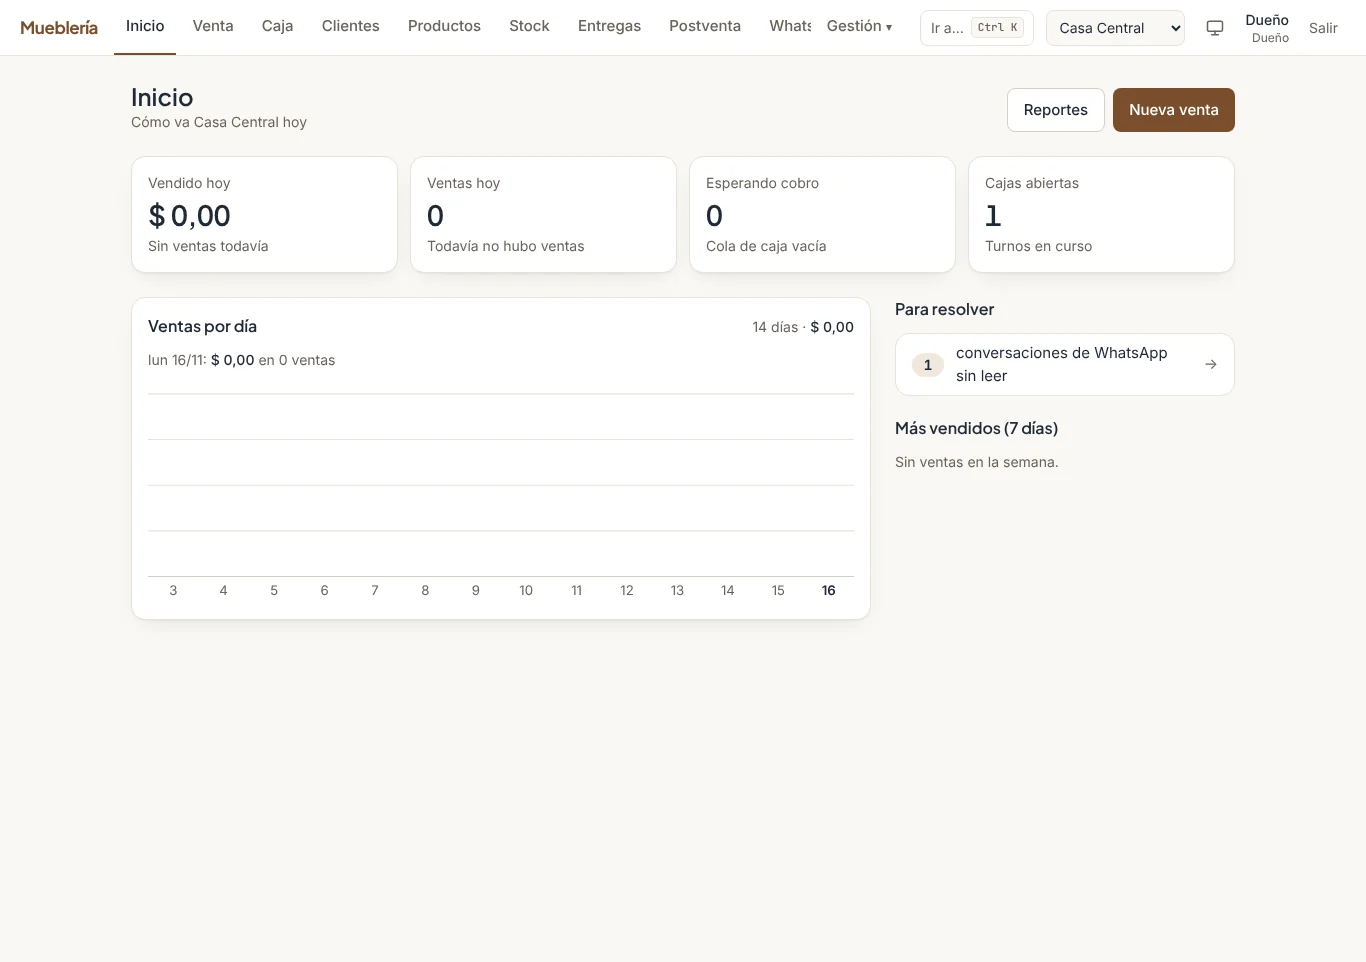 Mueblería
Inicio
Venta
Caja
Clientes
Productos
Stock
Entregas
Postventa
Whats
Gestión ▾
Ir a... Ctrl K
Casa Central
Dueño
Dueño
Salir
Inicio
Cómo va Casa Central hoy
Reportes
Nueva venta
Vendido hoy
$ 0,00
Sin ventas todavía
Ventas hoy
0
Todavía no hubo ventas
Esperando cobro
0
Cola de caja vacía
Cajas abiertas
1
Turnos en curso
Ventas por día
14 días · $ 0,00
lun 16/11: $ 0,00 en 0 ventas
3 4 5 6 7 8 9 10 11 12 13 14 15 16
Para resolver
1
conversaciones de WhatsApp
sin leer
→
Más vendidos (7 días)
Sin ventas en la semana.